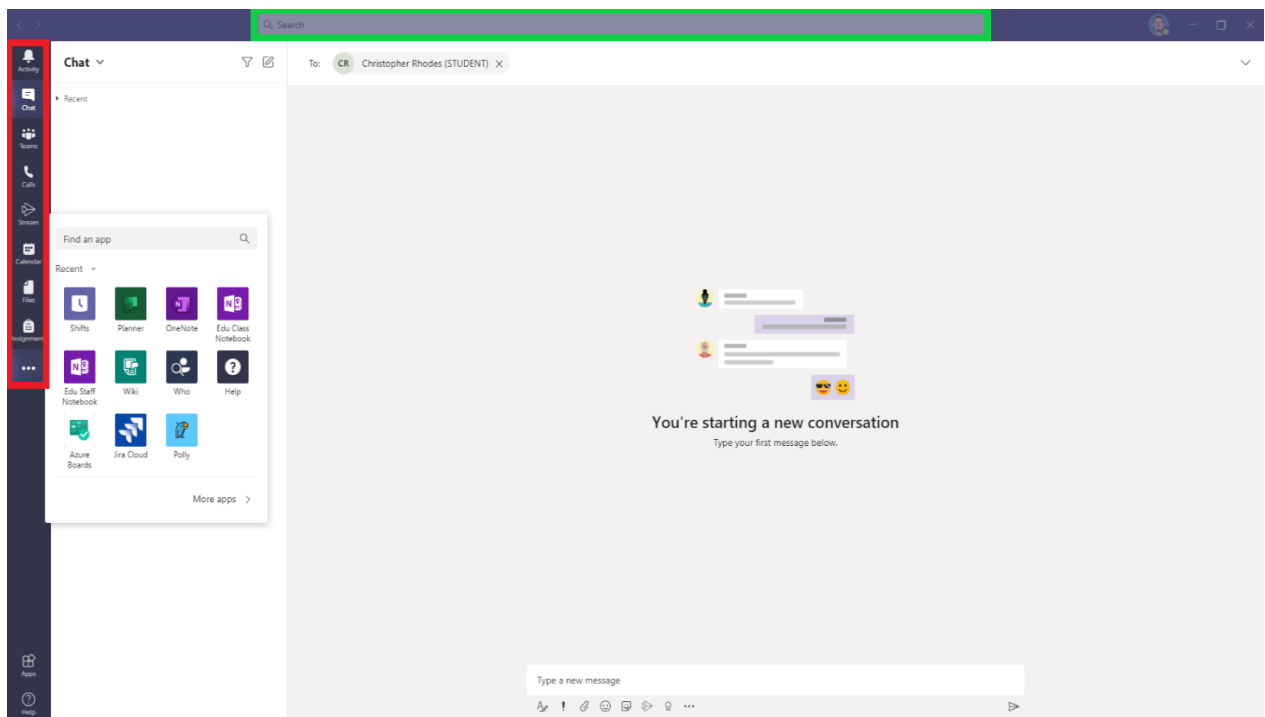 Search
Activity
Chat
Teams
Calls
Stream
Calendar
Files
Assignmen
Chat
Recent
To: CR Christopher Rhodes (STUDENT)
Find an app
Recent
Shifts Planner OneNote Edu Class Notebook
Edu Staff Notebook Wiki Who Help
Azure Boards Jira Cloud Polly
More apps
You're starting a new conversation
Type your first message below.
Type a new message
Apps
Help